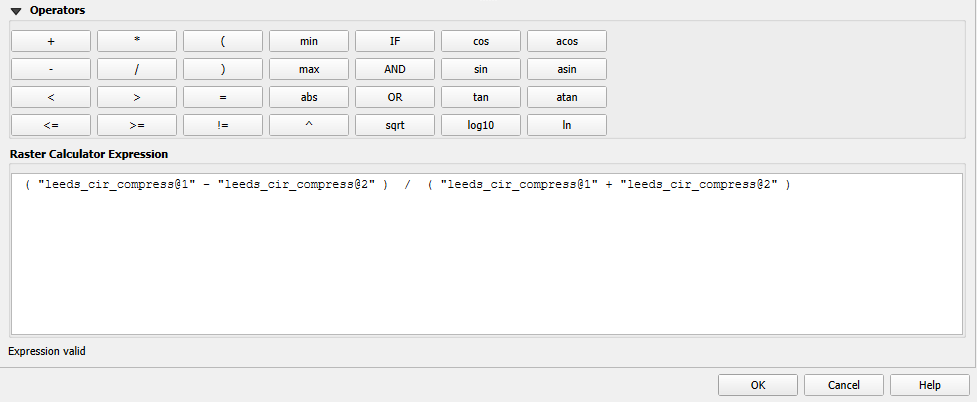 Operators
+ * ( min IF cos acos
- / ) max AND sin asin
< > = abs OR tan atan
<= >= != ^ sqrt log10 ln
Raster Calculator Expression
( "leeds_cir_compress@1" - "leeds_cir_compress@2" ) / ( "leeds_cir_compress@1" + "leeds_cir_compress@2" )
Expression valid
OK Cancel Help